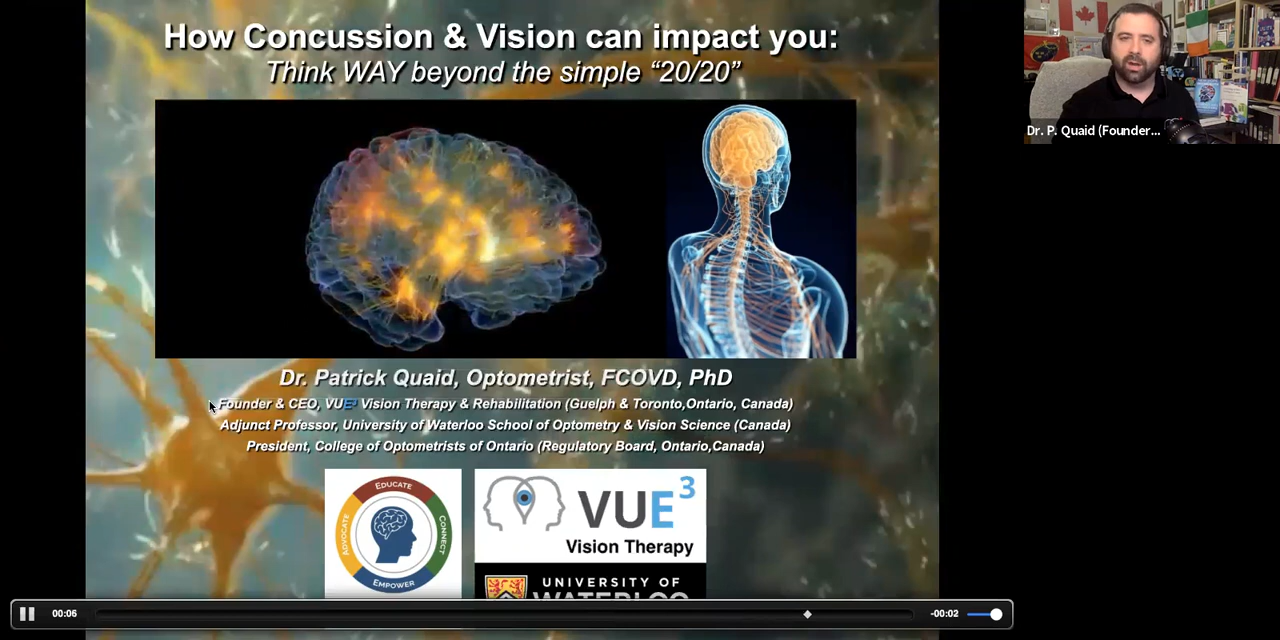 How Concussion & Vision can impact you:
Think WAY beyond the simple “20/20”
Dr. P. Quaid (Founder...
Dr. Patrick Quaid, Optometrist, FCOVD, PhD
Founder & CEO, VUE³ Vision Therapy & Rehabilitation (Guelph & Toronto,Ontario, Canada)
Adjunct Professor, University of Waterloo School of Optometry & Vision Science (Canada)
President, College of Optometrists of Ontario (Regulatory Board, Ontario,Canada)
EDUCATE
ADVOCATE
CONNECT
EMPOWER
VUE³
Vision Therapy
UNIVERSITY OF
WATERLOO
00:06
-00:02